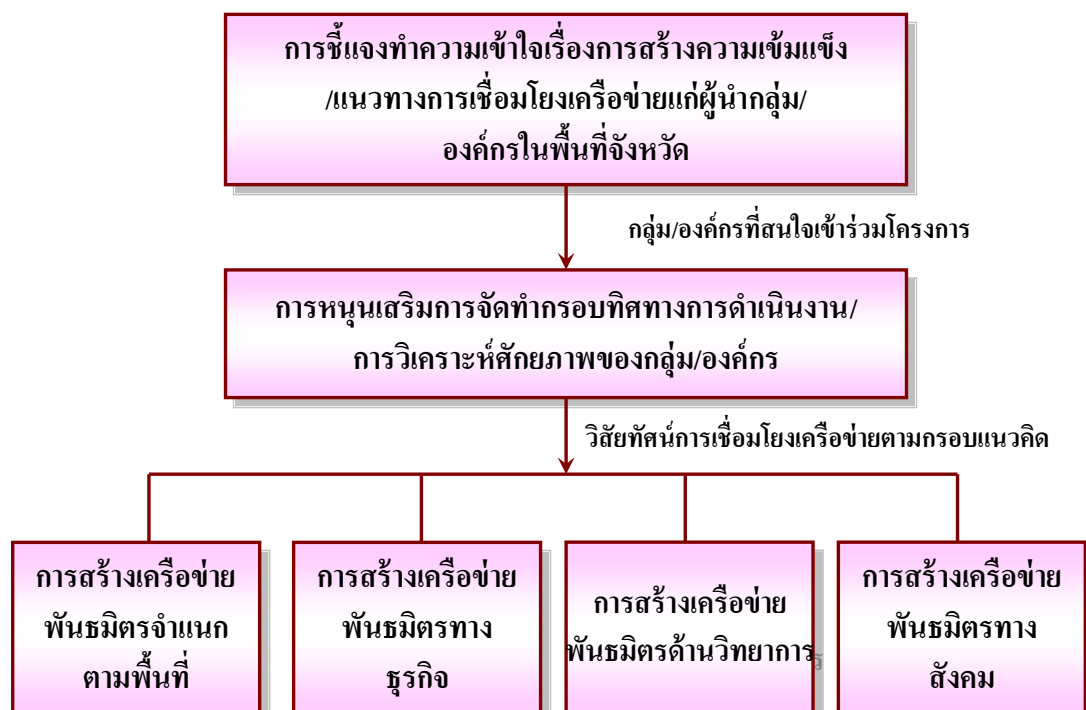 การชี้แจงทำความเข้าใจเรื่องการสร้างความเข้มแข็ง
/แนวทางการเชื่อมโยงเครือข่ายแก่ผู้นำกลุ่ม/
องค์กรในพื้นที่จังหวัด
กลุ่ม/องค์กรที่สนใจเข้าร่วมโครงการ
การหนุนเสริมการจัดทำกรอบทิศทางการดำเนินงาน/
การวิเคราะห์ศักยภาพของกลุ่ม/องค์กร
วิสัยทัศน์การเชื่อมโยงเครือข่ายตามกรอบแนวคิด
การสร้างเครือข่าย
พันธมิตรจำแนก
ตามพื้นที่
การสร้างเครือข่าย
พันธมิตรทาง
ธุรกิจ
การสร้างเครือข่าย
พันธมิตรด้านวิทยาการ
การสร้างเครือข่าย
พันธมิตรทาง
สังคม